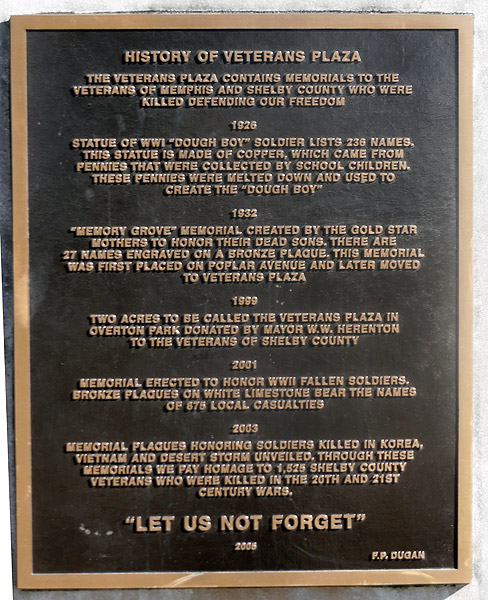 HISTORY OF VETERANS PLAZA
THE VETERANS PLAZA CONTAINS MEMORIALS TO THE
VETERANS OF MEMPHIS AND SHELBY COUNTY WHO WERE
KILLED DEFENDING OUR FREEDOM
1926
STATUE OF WWI "DOUGH BOY" SOLDIER LISTS 236 NAMES.
THIS STATUE IS MADE OF COPPER, WHICH CAME FROM
PENNIES THAT WERE COLLECTED BY SCHOOL CHILDREN.
THESE PENNIES WERE MELTED DOWN AND USED TO
CREATE THE "DOUGH BOY"
1932
"MEMORY GROVE" MEMORIAL CREATED BY THE GOLD STAR
MOTHERS TO HONOR THEIR DEAD SONS. THERE ARE
27 NAMES ENGRAVED ON A BRONZE PLAQUE. THIS MEMORIAL
WAS FIRST PLACED ON POPLAR AVENUE AND LATER MOVED
TO VETERANS PLAZA
1999
TWO ACRES TO BE CALLED THE VETERANS PLAZA IN
OVERTON PARK DONATED BY MAYOR W.W. HERENTON
TO THE VETERANS OF SHELBY COUNTY
2001
MEMORIAL ERECTED TO HONOR WWII FALLEN SOLDIERS.
BRONZE PLAQUES ON WHITE LIMESTONE BEAR THE NAMES
OF 675 LOCAL CASUALTIES
2003
MEMORIAL PLAQUES HONORING SOLDIERS KILLED IN KOREA,
VIETNAM AND DESERT STORM UNVEILED. THROUGH THESE
MEMORIALS WE PAY HOMAGE TO 1,525 SHELBY COUNTY
VETERANS WHO WERE KILLED IN THE 20TH AND 21ST
CENTURY WARS.
"LET US NOT FORGET"
2005
F.P. DUGAN